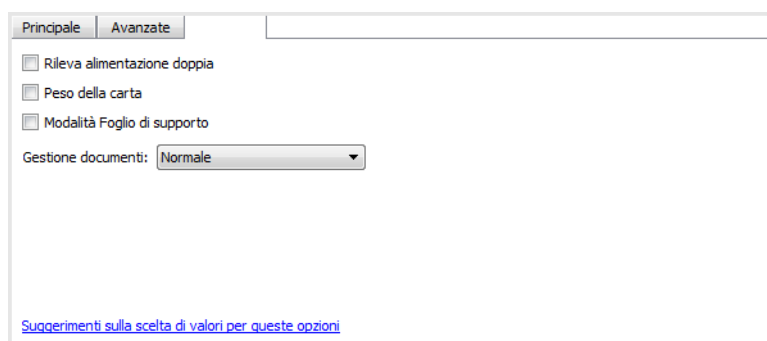 Principale Avanzate
Rileva alimentazione doppia
Peso della carta
Modalità Foglio di supporto
Gestione documenti: Normale
Suggerimenti sulla scelta di valori per queste opzioni